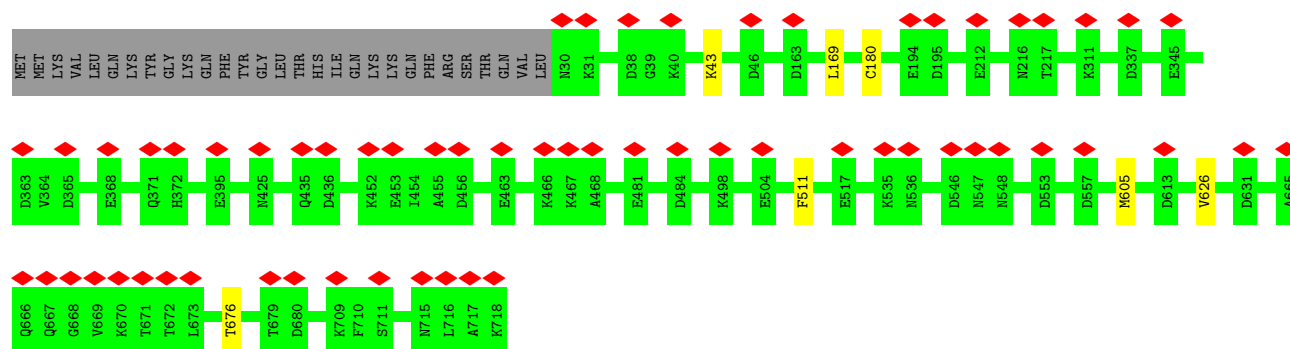 MET MET LYS VAL LEU GLN LYS TYR GLY LYS GLN PHE TYR GLY LEU THR HIS ILE GLN LYS LYS GLN PHE ARG SER THR GLN VAL LEU N30 K31 D38 G39 K40 K43 D46 D163 L169 C180 E194 D195 E212 N216 T217 K311 D337 E345
D363 V364 D365 E368 Q371 H372 E395 N425 Q435 D436 K452 E453 I454 A455 D456 E463 K466 K467 A468 E481 D484 K498 E504 F511 E517 K535 N536 D546 N547 N548 D553 D557 M605 D613 V626 D631 A665
Q666 Q667 G668 V669 K670 T671 T672 L673 T676 T679 D680 K709 F710 S711 N715 L716 A717 K718